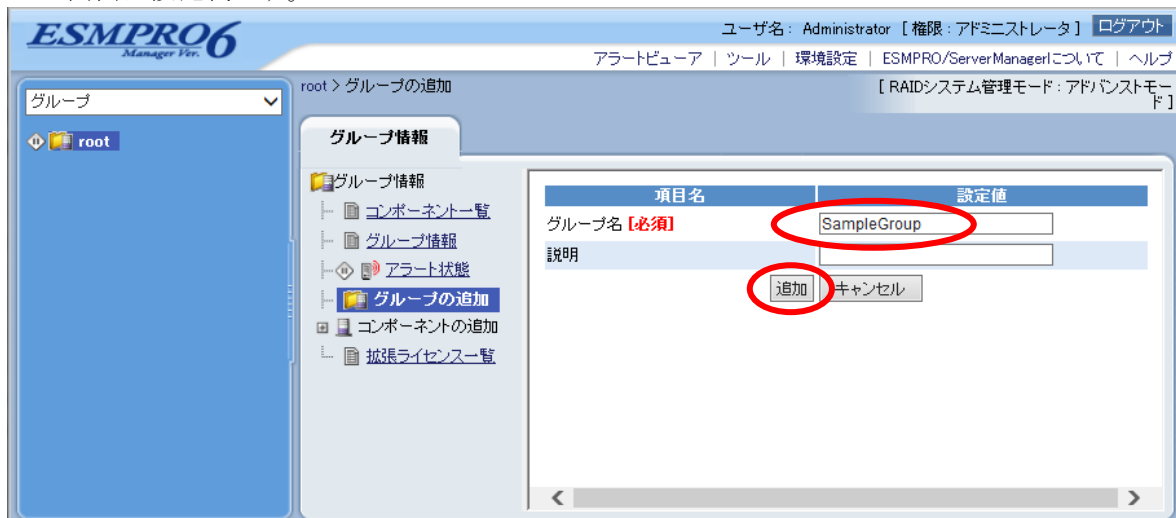 ESMPRO6
Manager Ver.
ユーザ名: Administrator [ 権限 : アドミニストレータ ] ログアウト
アラートビューア | ツール | 環境設定 | ESMPRO/ServerManagerについて | ヘルプ
グループ
root > グループの追加
[ RAIDシステム管理モード : アドバンストモード ]
root
グループ情報
グループ情報
コンポーネント一覧
グループ情報
アラート状態
グループの追加
コンポーネントの追加
拡張ライセンス一覧
項目名 設定値
グループ名 [必須] SampleGroup
説明
追加 キャンセル